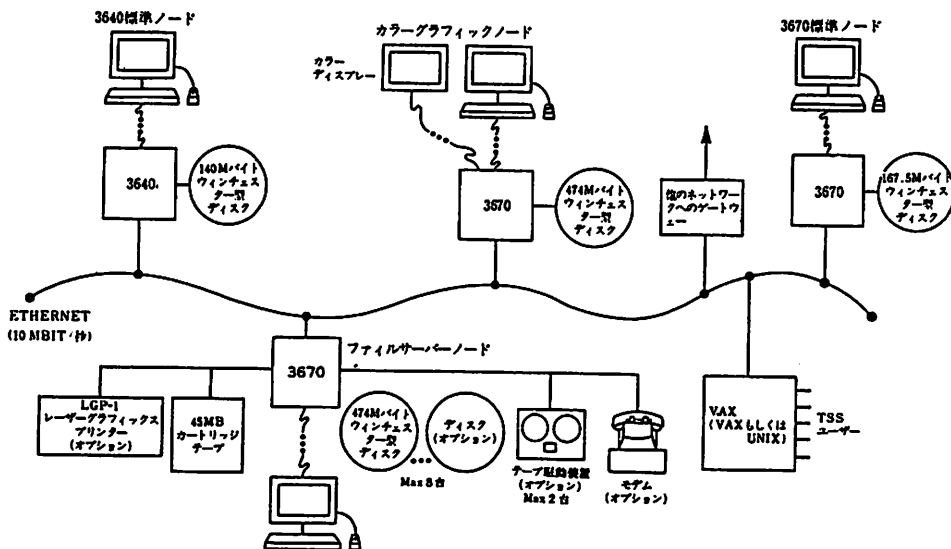 3640標準ノード
カラーグラフィックノード
3670標準ノード
カラー
ディスプレー
3640
140Mバイト
ウィンチェス
ター型
ディスク
3670
474Mバイト
ウィンチェス
ター型
ディスク
他のネットワー
クへのゲートウ
ェー
3670
167.5Mバイト
ウィンチェス
ター型
ディスク
ETHERNET
(10 MBIT/秒)
ファイルサーバーノード
3670
LGP-1
レーザーグラフィックス
プリンター
(オプション)
45MB
カートリッジ
テープ
474Mバイト
ウィンチェス
ター型
ディスク
ディスク
(オプション)
Max 8台
テープ駆動装置
(オプション)
Max 2台
モデム
(オプション)
VAX
(VAXもしくは
UNIX)
TSS
ユーザー